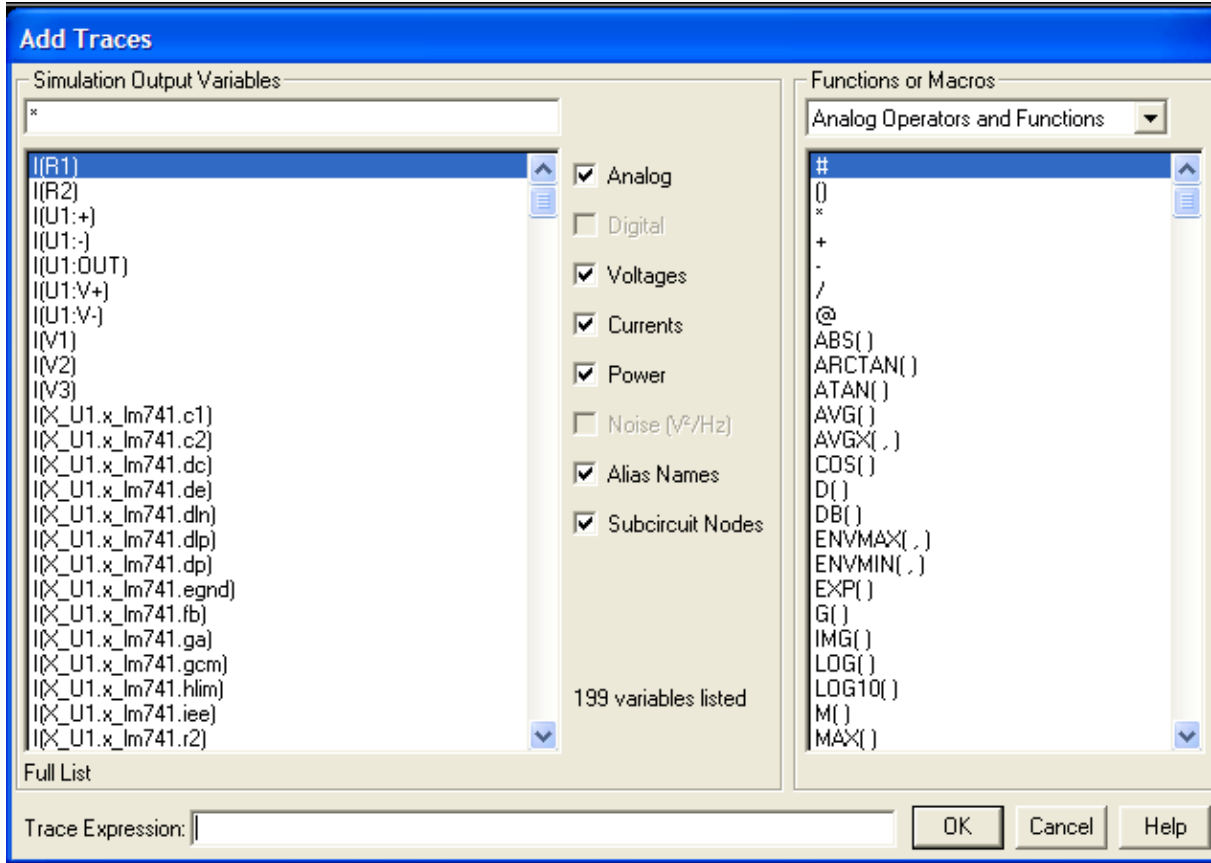 Add Traces
Simulation Output Variables
*
I(R1)
I(R2)
I(U1:+)
I(U1:-)
I(U1:OUT)
I(U1:V+)
I(U1:V-)
I(V1)
I(V2)
I(V3)
I(X_U1.x_lm741.c1)
I(X_U1.x_lm741.c2)
I(X_U1.x_lm741.dc)
I(X_U1.x_lm741.de)
I(X_U1.x_lm741.dln)
I(X_U1.x_lm741.dlp)
I(X_U1.x_lm741.dp)
I(X_U1.x_lm741.egnd)
I(X_U1.x_lm741.fb)
I(X_U1.x_lm741.ga)
I(X_U1.x_lm741.gcm)
I(X_U1.x_lm741.hlim)
I(X_U1.x_lm741.iee)
I(X_U1.x_lm741.r2)
Full List
Analog
Digital
Voltages
Currents
Power
Noise (V²/Hz)
Alias Names
Subcircuit Nodes
199 variables listed
Functions or Macros
Analog Operators and Functions
#
()
*
+
-
/
@
ABS( )
ARCTAN( )
ATAN( )
AVG( )
AVGX( , )
COS( )
D( )
DB( )
ENVMAX( , )
ENVMIN( , )
EXP( )
G( )
IMG( )
LOG( )
LOG10( )
M( )
MAX( )
Trace Expression:
OK
Cancel
Help